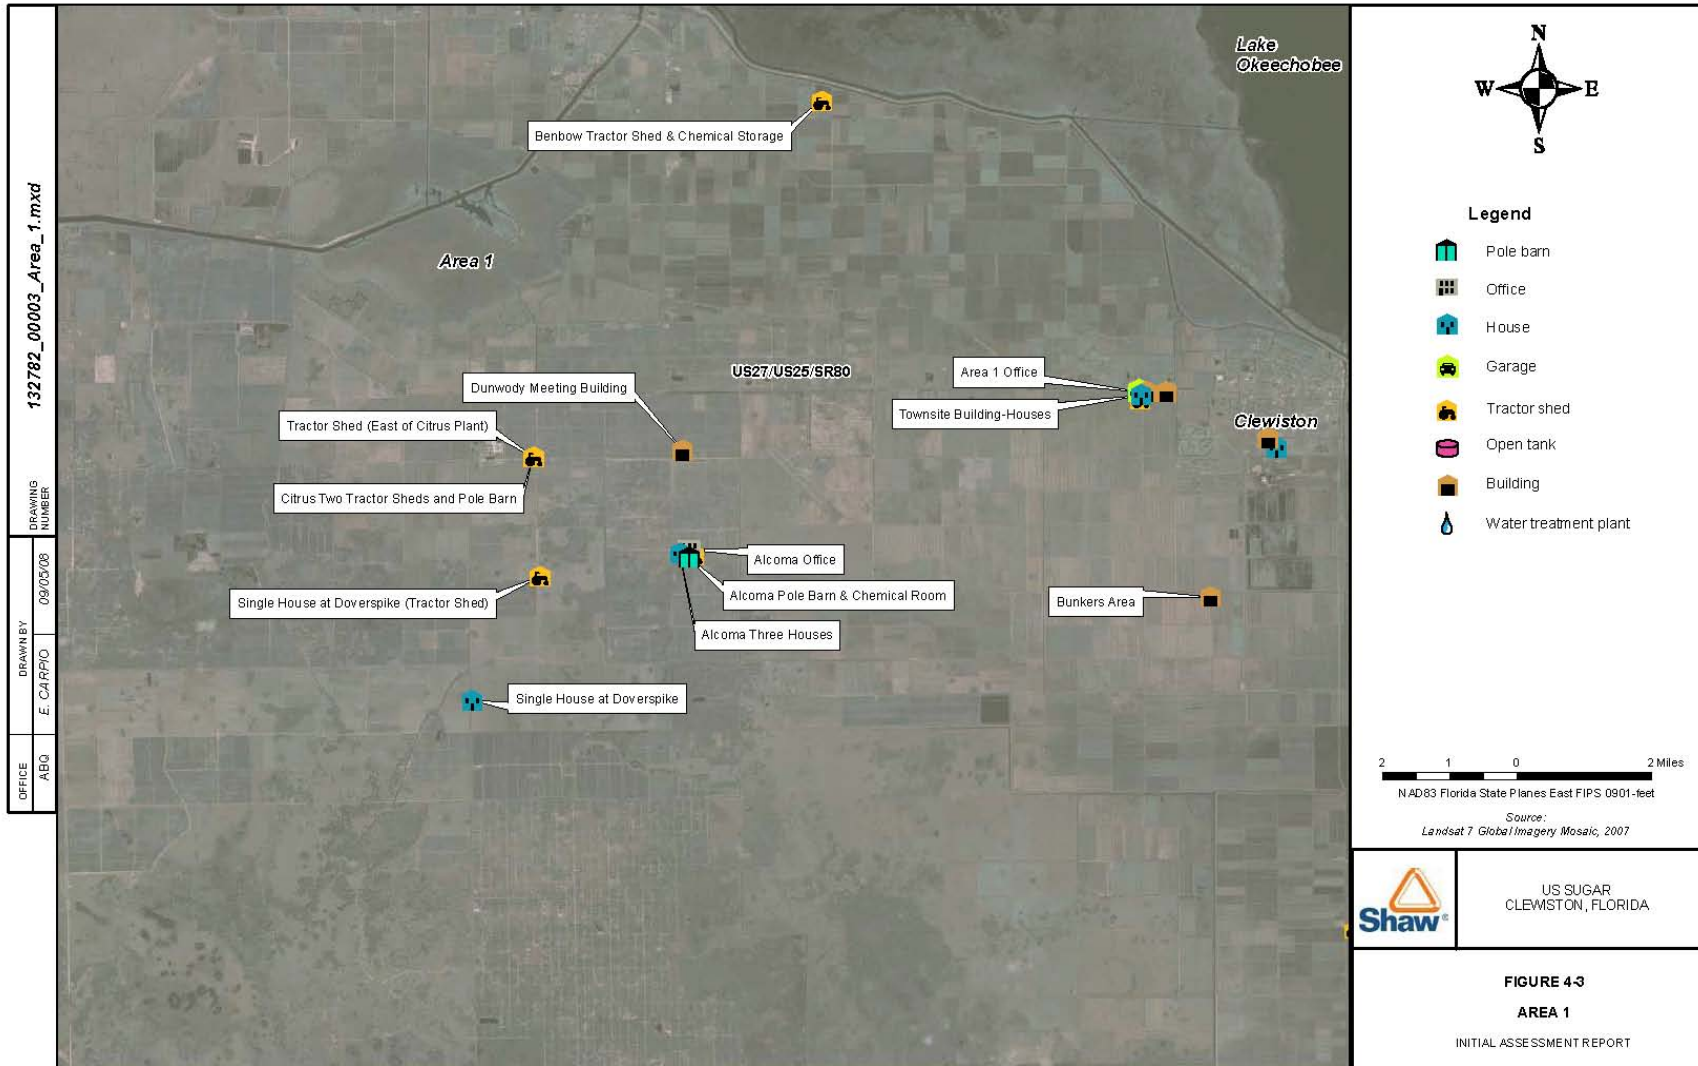 132782_00003_Area_1.mxd
DRAWING
NUMBER
09/05/08
DRAWN BY
E. CARPIO
OFFICE
ABQ
Lake
Okeechobee
Benbow Tractor Shed & Chemical Storage
Area 1
US27/US25/SR80
Area 1 Office
Dunwody Meeting Building
Townsite Building-Houses
Tractor Shed (East of Citrus Plant)
Clewiston
Citrus Two Tractor Sheds and Pole Barn
Alcoma Office
Single House at Doverspike (Tractor Shed)
Alcoma Pole Barn & Chemical Room
Bunkers Area
Alcoma Three Houses
Single House at Doverspike
N
W
E
S
Legend
Pole barn
Office
House
Garage
Tractor shed
Open tank
Building
Water treatment plant
2 1 0 2 Miles
NAD83 Florida State Planes East FIPS 0901-feet
Source:
Landsat 7 Global Imagery Mosaic, 2007
Shaw®
US SUGAR
CLEWISTON, FLORIDA
FIGURE 4-3
AREA 1
INITIAL ASSESSMENT REPORT